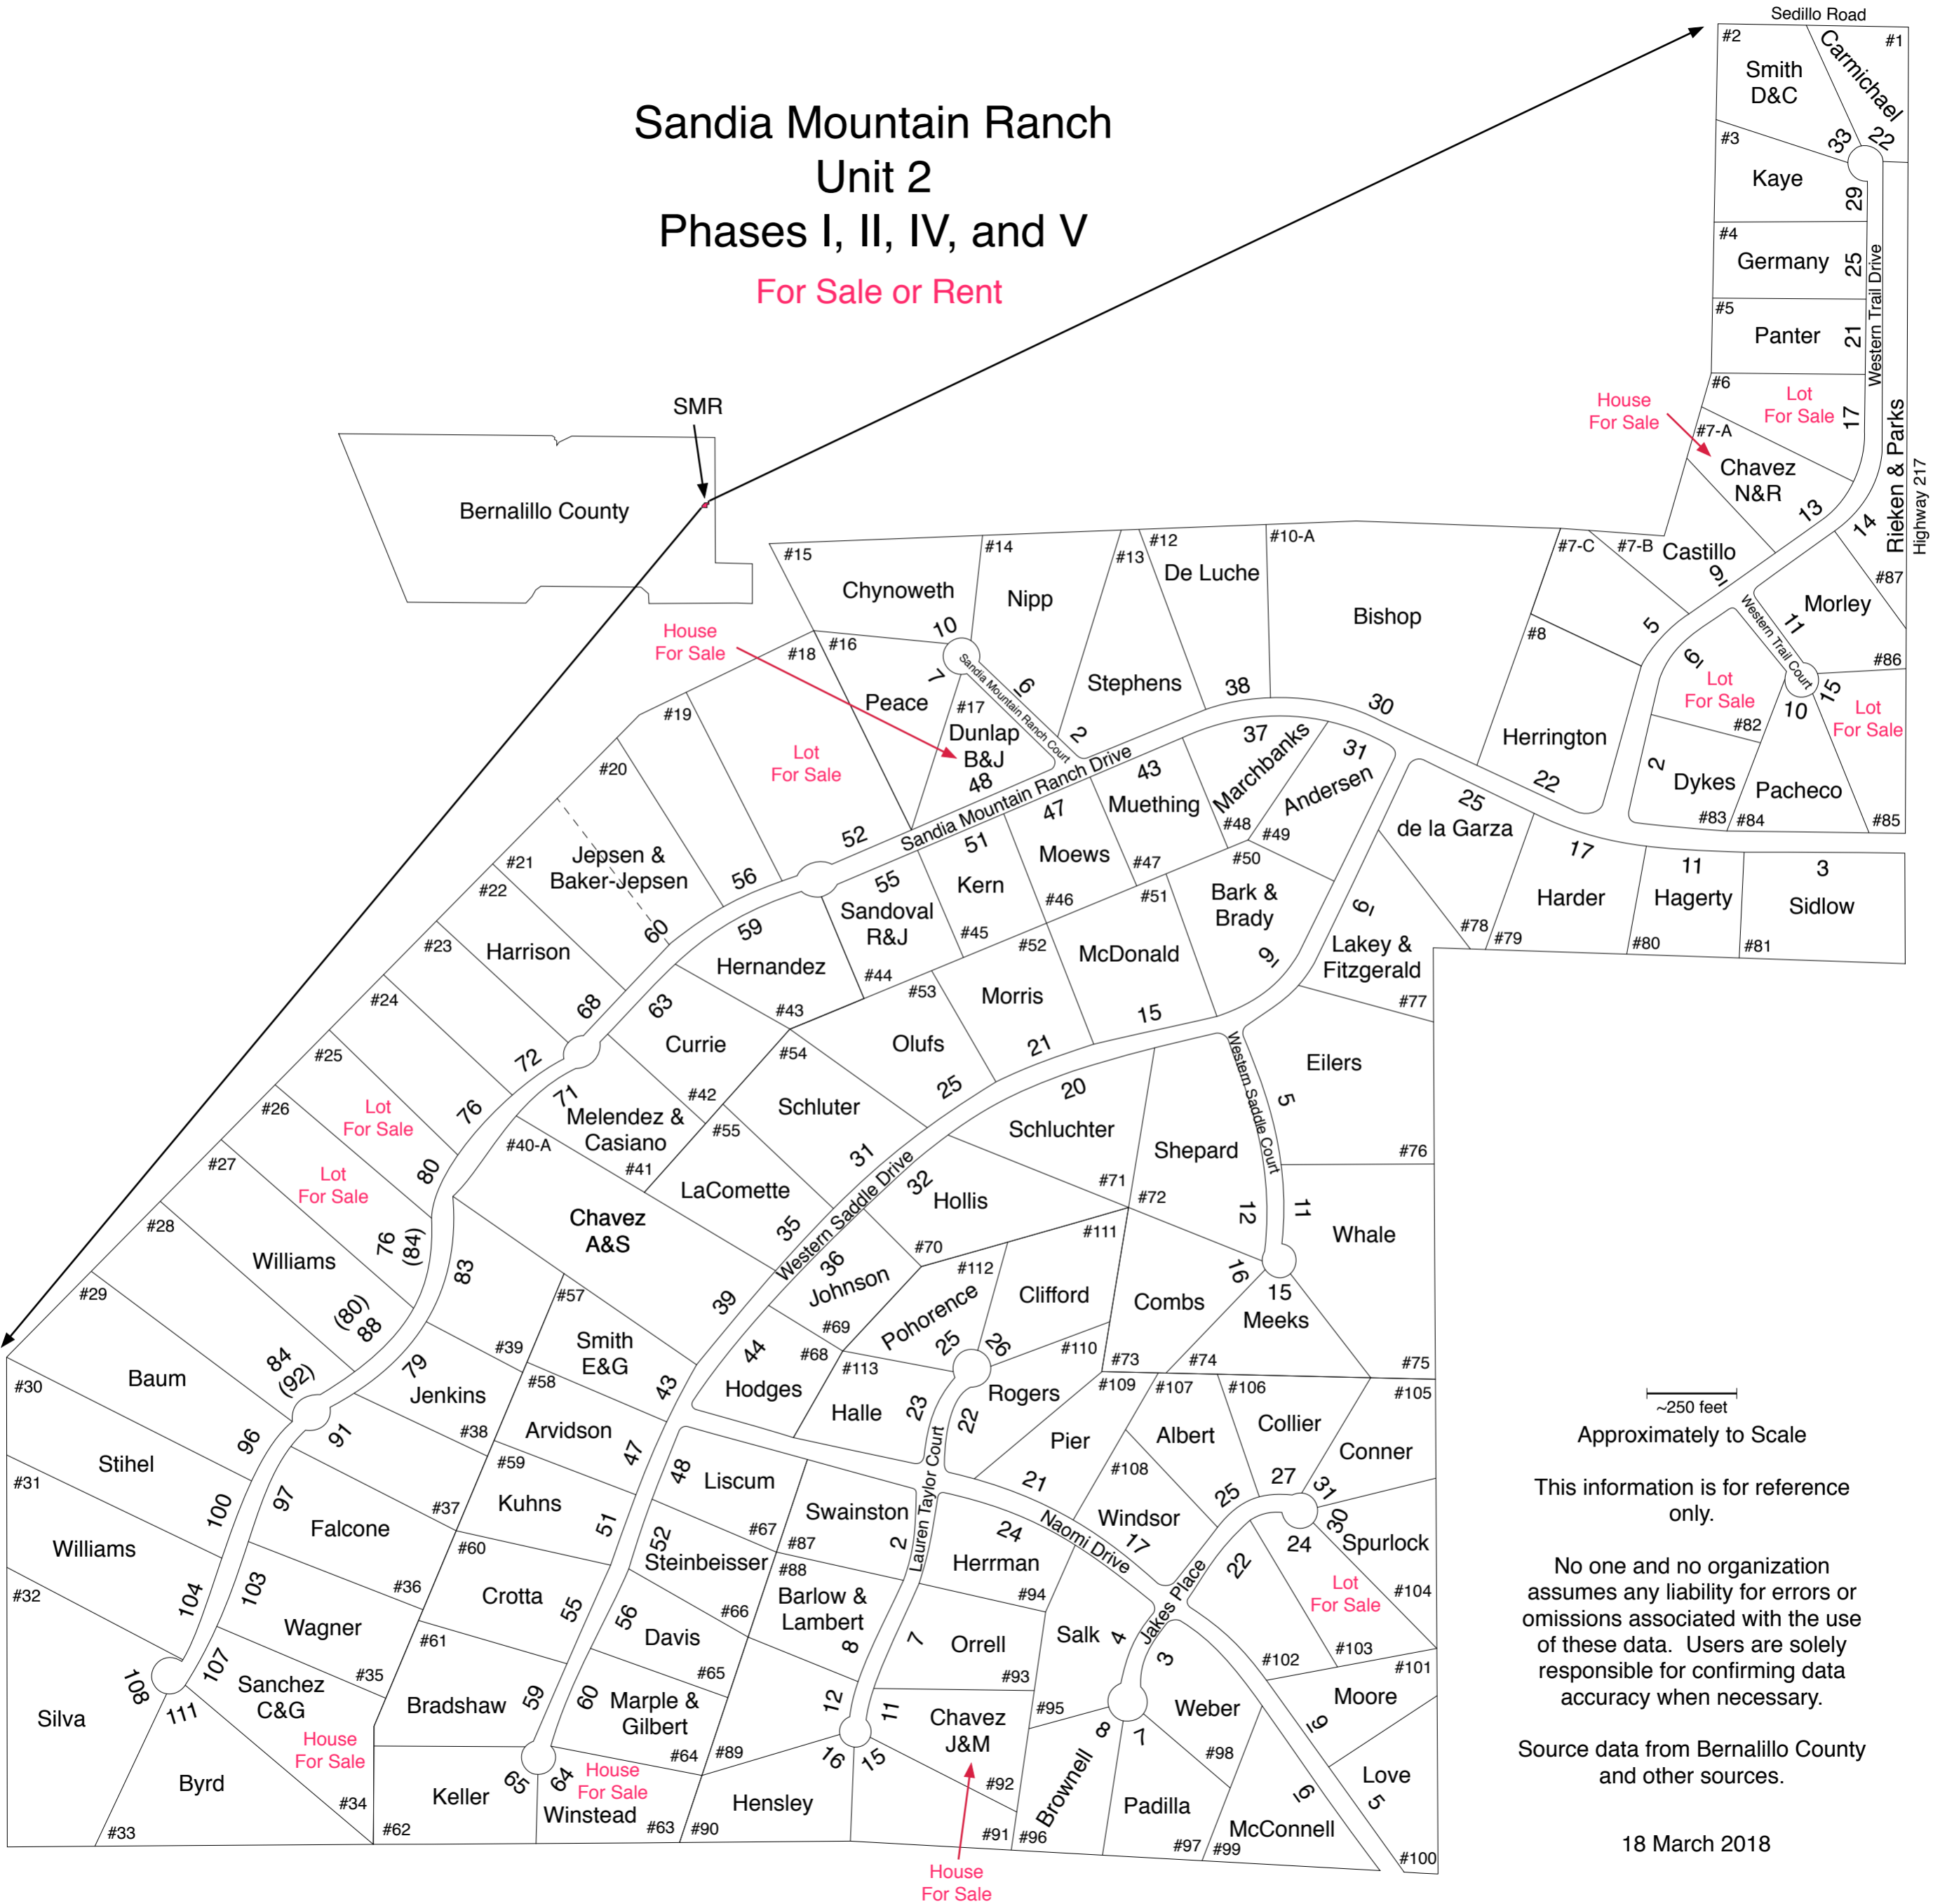 Sedillo Road
Sandia Mountain Ranch
Unit 2
Phases I, II, IV, and V
For Sale or Rent
SMR
Bernalillo County
#2
Smith
D&C
33
#1
Carmichael
22
#3
Kaye
29
#4
Germany
25
#5
Panter
21
Western Trail Drive
#6
Lot
For Sale
17
House
For Sale
#7-A
Chavez
N&R
13
Rieken & Parks
14
Highway 217
#87
#7-B
Castillo
9
#7-C
5
Morley
11
#86
Western Trail Court
6
Lot
For Sale
#82
15
Lot
For Sale
#85
10
Pacheco
#84
2
Dykes
#83
#8
Herrington
22
#10-A
Bishop
30
#12
De Luche
38
#13
Stephens
2
#14
Nipp
6
#15
Chynoweth
10
Sandia Mountain Ranch Court
#16
Peace
7
House
For Sale
#17
Dunlap
B&J
48
#18
Lot
For Sale
52
#19
56
#20
Jepsen &
Baker-Jepsen
60
#21
#22
Harrison
68
#23
72
#24
76
#25
Lot
For Sale
80
#26
Lot
For Sale
76
(84)
#27
Williams
(80)
88
#28
84
(92)
#29
Baum
96
#30
Stihel
100
#31
Williams
104
#32
Silva
108
111
Byrd
#33
Sandia Mountain Ranch Drive
37
Marchbanks
#48
31
Andersen
#49
43
Muething
#47
47
Moews
#46
51
Kern
#45
55
Sandoval
R&J
#44
59
Hernandez
#43
63
Currie
#42
71
Melendez &
Casiano
#41
#40-A
Chavez
A&S
83
39
#39
79
Jenkins
#38
91
#37
97
Falcone
#36
103
Wagner
#35
107
Sanchez
C&G
House
For Sale
#34
25
de la Garza
#78
17
Harder
#79
11
Hagerty
#80
3
Sidlow
#81
#50
Bark &
Brady
9
6
Lakey &
Fitzgerald
#77
#51
McDonald
15
#52
Morris
21
#53
Olufs
25
#54
Schluter
31
#55
LaComette
35
Western Saddle Drive
#57
Smith
E&G
43
#58
Arvidson
47
#59
Kuhns
51
#60
Crotta
55
#61
Bradshaw
59
Keller
65
#62
64
House
For Sale
Winstead
#63
20
Schluchter
#71
32
Hollis
#70
36
Johnson
#69
44
Hodges
#68
48
Liscum
#67
52
Steinbeisser
#66
56
Davis
#65
60
Marple &
Gilbert
#64
Western Saddle Court
Eilers
5
#76
Shepard
12
#72
11
Whale
#75
16
Combs
#73
15
Meeks
#74
#111
Clifford
26
#112
Pohorence
25
#113
Halle
23
#110
Rogers
22
Lauren Taylor Court
Swainston
2
#87
#88
Barlow &
Lambert
8
#89
12
16
Hensley
#90
#109
Pier
21
#107
Albert
25
#106
Collier
27
#105
Conner
31
#108
Windsor
17
Naomi Drive
24
Herrman
#94
7
Orrell
#93
11
Chavez
J&M
#92
House
For Sale
15
#91
Salk
4
#95
Jakes Place
22
#102
24
Lot
For Sale
#103
30
Spurlock
#104
3
Weber
#98
8
Brownell
#96
7
Padilla
#97
6
McConnell
#99
#101
Moore
9
Love
5
#100
~250 feet
Approximately to Scale
This information is for reference
only.
No one and no organization
assumes any liability for errors or
omissions associated with the use
of these data. Users are solely
responsible for confirming data
accuracy when necessary.
Source data from Bernalillo County
and other sources.
18 March 2018